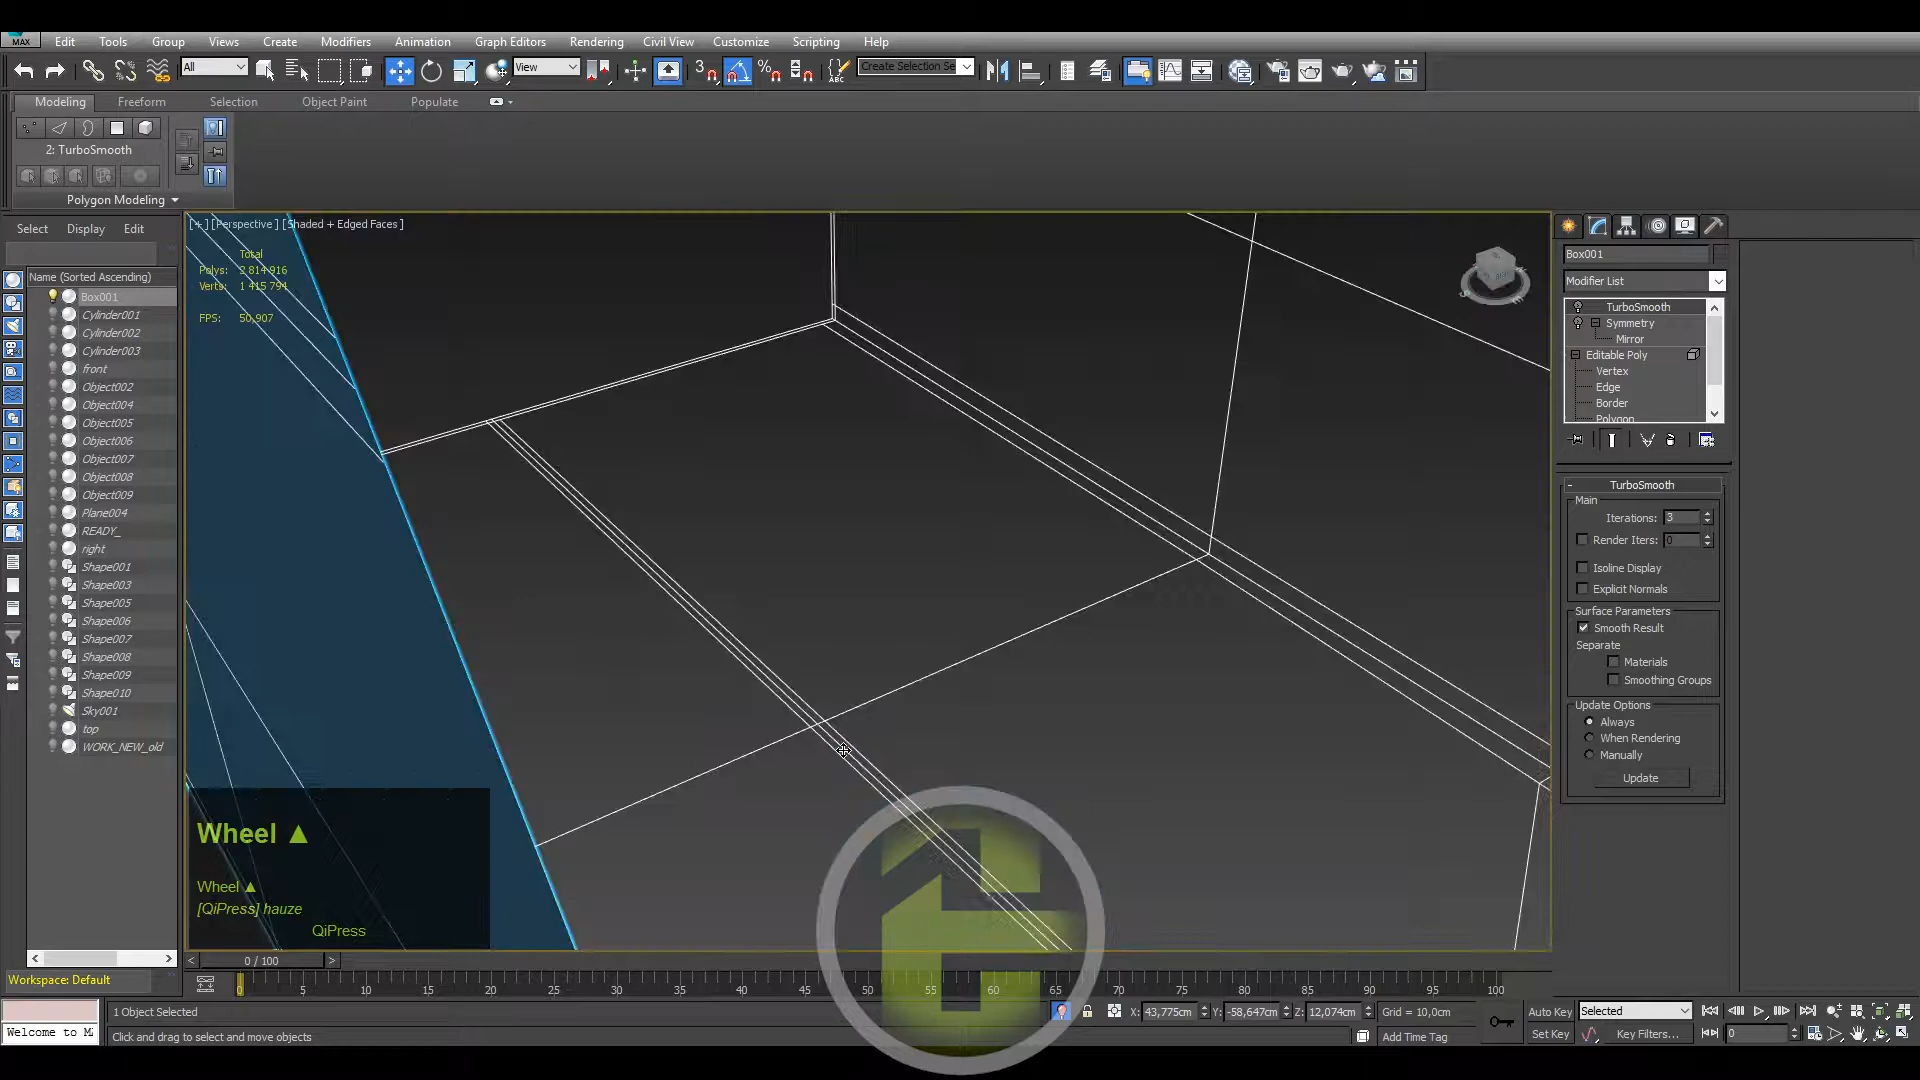 MAX
Edit Tools Group Views Create Modifiers Animation Graph Editors Rendering Civil View Customize Scripting Help
All
View
3
%
ABC
Create Selection Se
Modeling Freeform Selection Object Paint Populate
2: TurboSmooth
Polygon Modeling
Select Display Edit
Name (Sorted Ascending)
Box001
Cylinder001
Cylinder002
Cylinder003
front
Object002
Object004
Object005
Object006
Object007
Object008
Object009
Plane004
READY_
right
Shape001
Shape003
Shape005
Shape006
Shape007
Shape008
Shape009
Shape010
Sky001
top
WORK_NEW_old
Workspace: Default
[+] [Perspective] [Shaded + Edged Faces]
Total
Polys: 2 814 916
Verts: 1 415 794
FPS: 50,907
Wheel ▲
Wheel ▲
[QiPress] hauze
QiPress
Box001
Modifier List
TurboSmooth
Symmetry
Mirror
Editable Poly
Vertex
Edge
Border
Polygon
- TurboSmooth
Main
Iterations: 3
Render Iters: 0
Isoline Display
Explicit Normals
Surface Parameters
Smooth Result
Separate
Materials
Smoothing Groups
Update Options
Always
When Rendering
Manually
Update
< 0 / 100 >
0 5 10 15 20 25 30 35 40 45 50 55 60 65 70 75 80 85 90 95 100
1 Object Selected
X: 43,775cm Y: -58,647cm Z: 12,074cm Grid = 10,0cm
Auto Key Selected
Welcome to M
Click and drag to select and move objects
Add Time Tag
Set Key Key Filters... 0